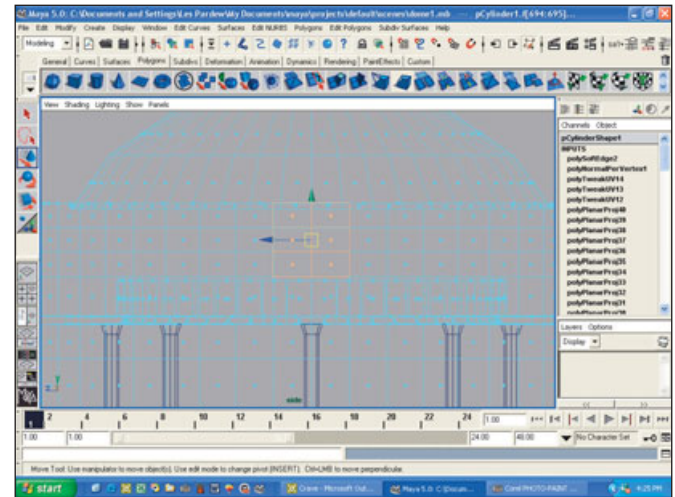 Maya 5.0: C:\Documents and Settings\Les Pardew\My Documents\maya\projects\default\scenes\dome1.mb --- pCylinder1.f[694:695]...
File Edit Modify Create Display Window Edit Curves Surfaces Edit NURBS Polygons Edit Polygons Subdiv Surfaces Help
Modeling
General Curves Surfaces Polygons Subdivs Deformation Animation Dynamics Rendering PaintEffects Custom
View Shading Lighting Show Panels
Channels Object
pCylinderShape1
INPUTS
polySoftEdge2
polyNormalPerVertex1
polyTweakUV14
polyTweakUV13
polyTweakUV12
polyPlanarProj40
polyPlanarProj39
polyPlanarProj38
polyPlanarProj37
polyPlanarProj36
polyPlanarProj35
polyPlanarProj34
polyPlanarProj33
polyPlanarProj32
polyPlanarProj31
polyPlanarProj30
Layers Options
Display
side
2 4 6 8 10 12 14 16 18 20 22 24 1.00
1.00 1.00 24.00 48.00 No Character Set
Move Tool: Use manipulator to move object(s). Use edit mode to change pivot (INSERT). Ctrl+LMB to move perpendicular.
start Crave - Microsoft Out... Maya 5.0: C:\Docum... Corel PHOTO-PAINT ... 4:25 PM